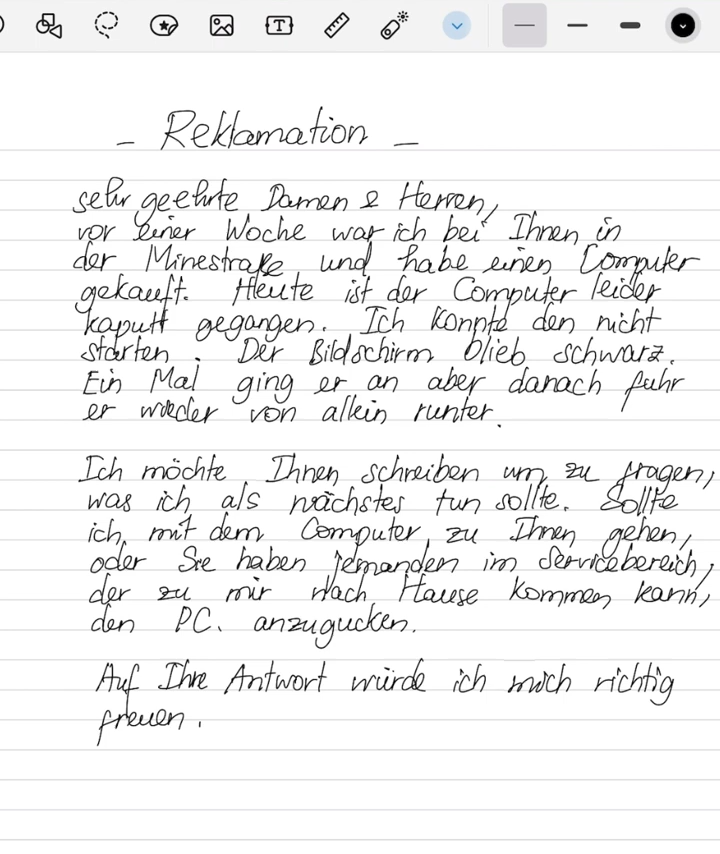 - Reklamation -
sehr geehrte Damen & Herren,
vor einer Woche war ich bei Ihnen in
der Minestraße und habe einen Computer
gekauft. Heute ist der Computer leider
kaputt gegangen. Ich konnte den nicht
starten. Der Bildschirm blieb schwarz.
Ein Mal ging er an aber danach fuhr
er wieder von allein runter.
Ich möchte Ihnen schreiben um zu fragen,
was ich als nächstes tun sollte. Sollte
ich mit dem Computer zu Ihnen gehen,
oder Sie haben jemanden im Servicebereich,
der zu mir nach Hause kommen kann,
den PC. anzugucken.
Auf Ihre Antwort würde ich mich richtig
freuen.